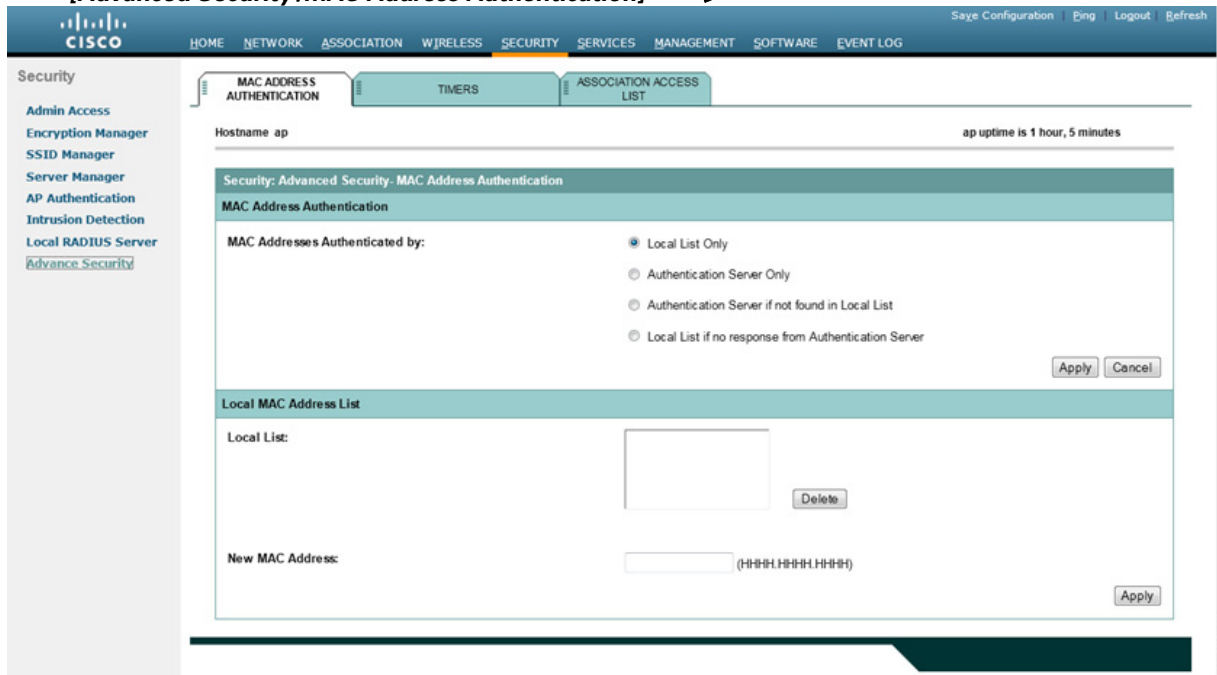 [Advanced Security/MAC Address Authentication]
Save Configuration | Ping | Logout | Refresh
CISCO
HOME NETWORK ASSOCIATION WIRELESS SECURITY SERVICES MANAGEMENT SOFTWARE EVENT LOG
Security
Admin Access
Encryption Manager
SSID Manager
Server Manager
AP Authentication
Intrusion Detection
Local RADIUS Server
Advance Security
MAC ADDRESS
AUTHENTICATION
TIMERS
ASSOCIATION ACCESS
LIST
Hostname ap
ap uptime is 1 hour, 5 minutes
Security: Advanced Security- MAC Address Authentication
MAC Address Authentication
MAC Addresses Authenticated by:
Local List Only
Authentication Server Only
Authentication Server if not found in Local List
Local List if no response from Authentication Server
Apply Cancel
Local MAC Address List
Local List:
Delete
New MAC Address:
(HHHH.HHHH.HHHH)
Apply